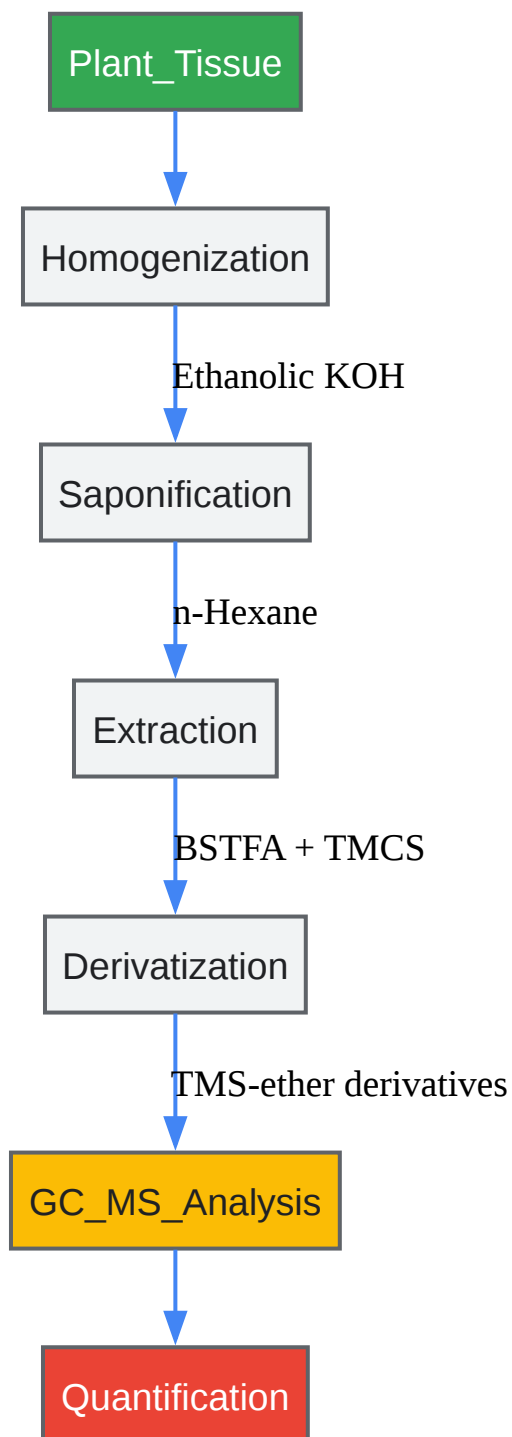 Plant_Tissue
Homogenization
Ethanolic KOH
Saponification
n-Hexane
Extraction
BSTFA + TMCS
Derivatization
TMS-ether derivatives
GC_MS_Analysis
Quantification